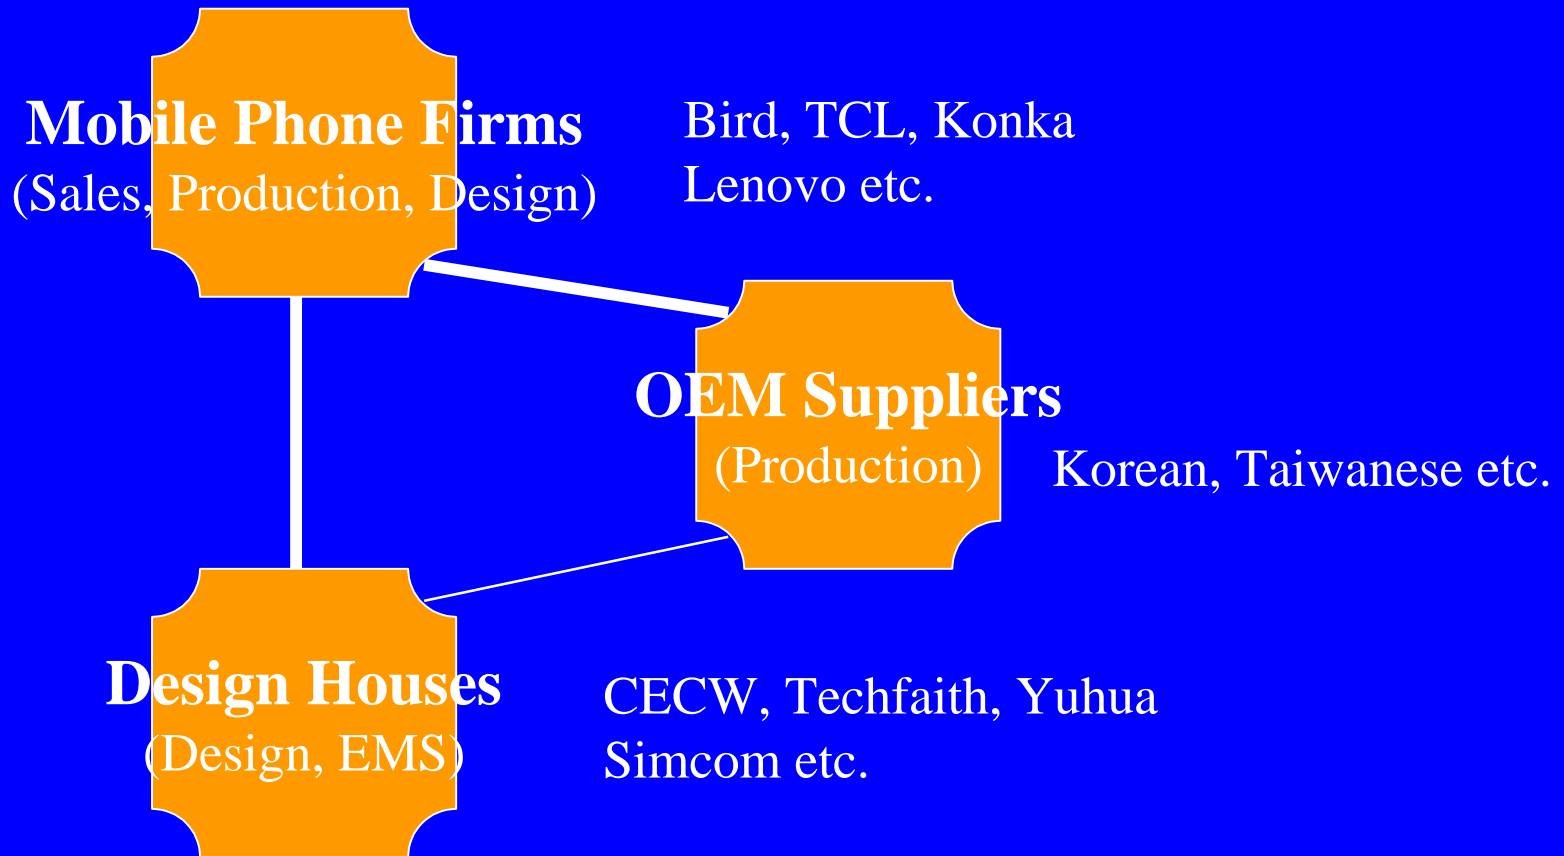 Mobile Phone Firms
(Sales, Production, Design)
Bird, TCL, Konka
Lenovo etc.
OEM Suppliers
(Production)
Korean, Taiwanese etc.
Design Houses
(Design, EMS)
CECW, Techfaith, Yuhua
Simcom etc.